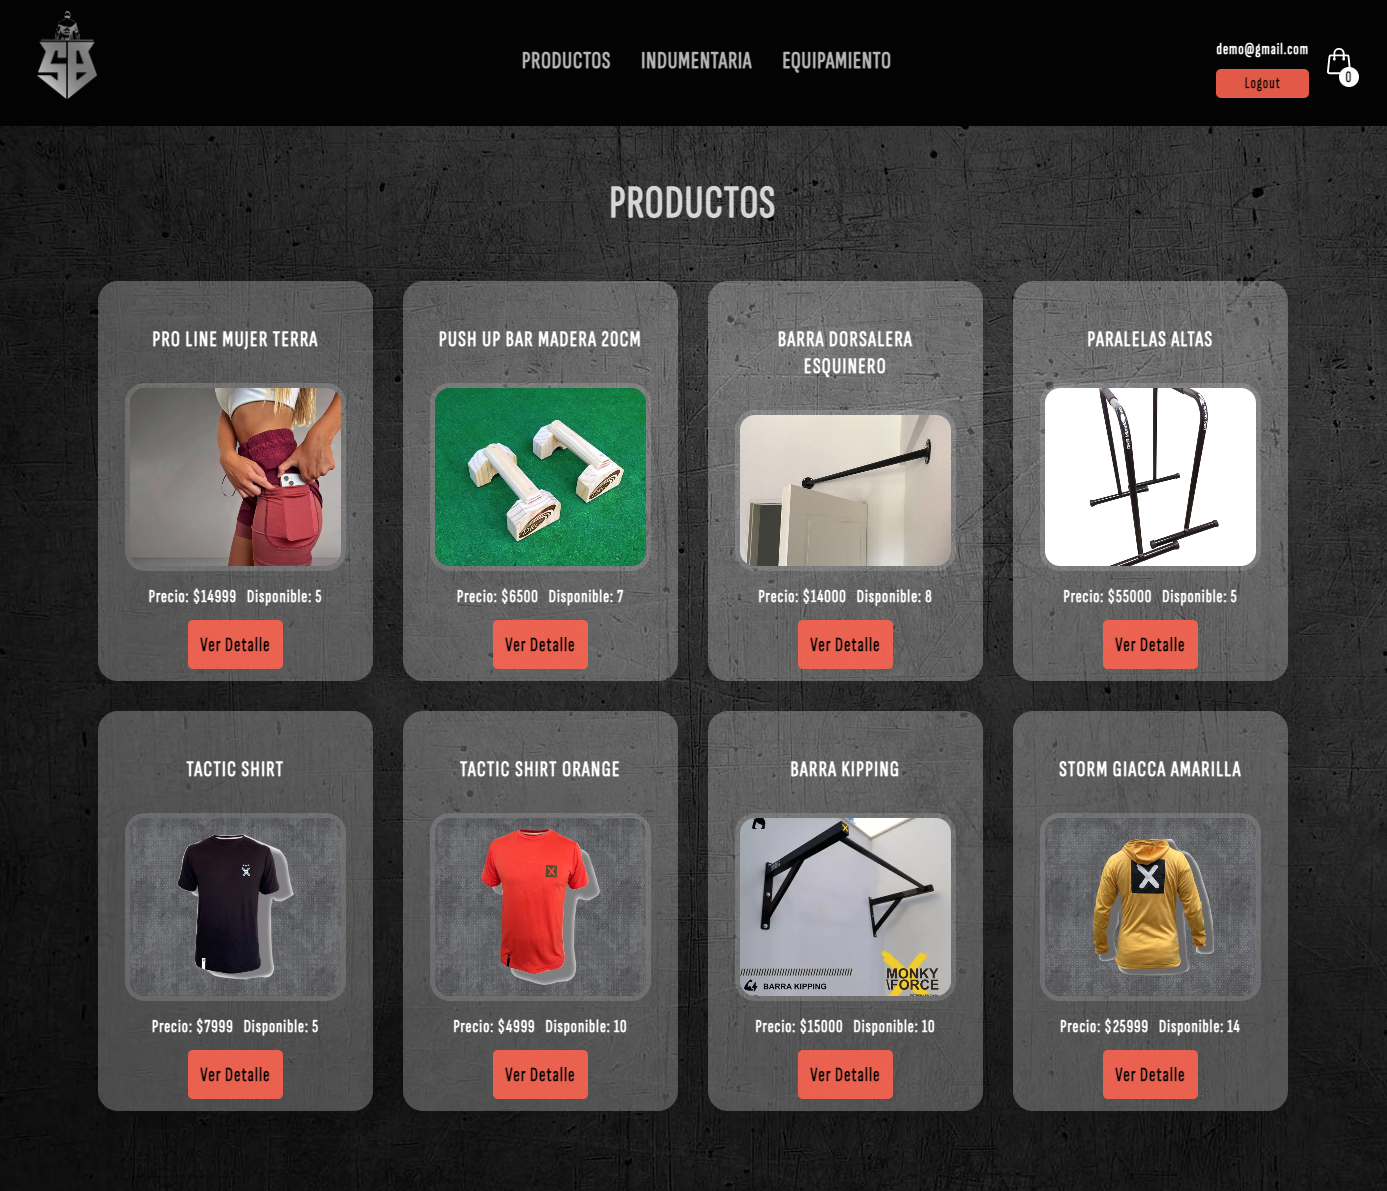 SB
PRODUCTOS INDUMENTARIA EQUIPAMIENTO
demo@gmail.com
Logout
0
PRODUCTOS
PRO LINE MUJER TERRA
Precio: $14999 Disponible: 5
Ver Detalle
PUSH UP BAR MADERA 20CM
Precio: $6500 Disponible: 7
Ver Detalle
BARRA DORSALERA
ESQUINERO
Precio: $14000 Disponible: 8
Ver Detalle
PARALELAS ALTAS
Precio: $55000 Disponible: 5
Ver Detalle
TACTIC SHIRT
Precio: $7999 Disponible: 5
Ver Detalle
TACTIC SHIRT ORANGE
X
Precio: $4999 Disponible: 10
Ver Detalle
BARRA KIPPING
X
MONKY
\FORCE
BARRA KIPPING
Precio: $15000 Disponible: 10
Ver Detalle
STORM GIACCA AMARILLA
X
Precio: $25999 Disponible: 14
Ver Detalle